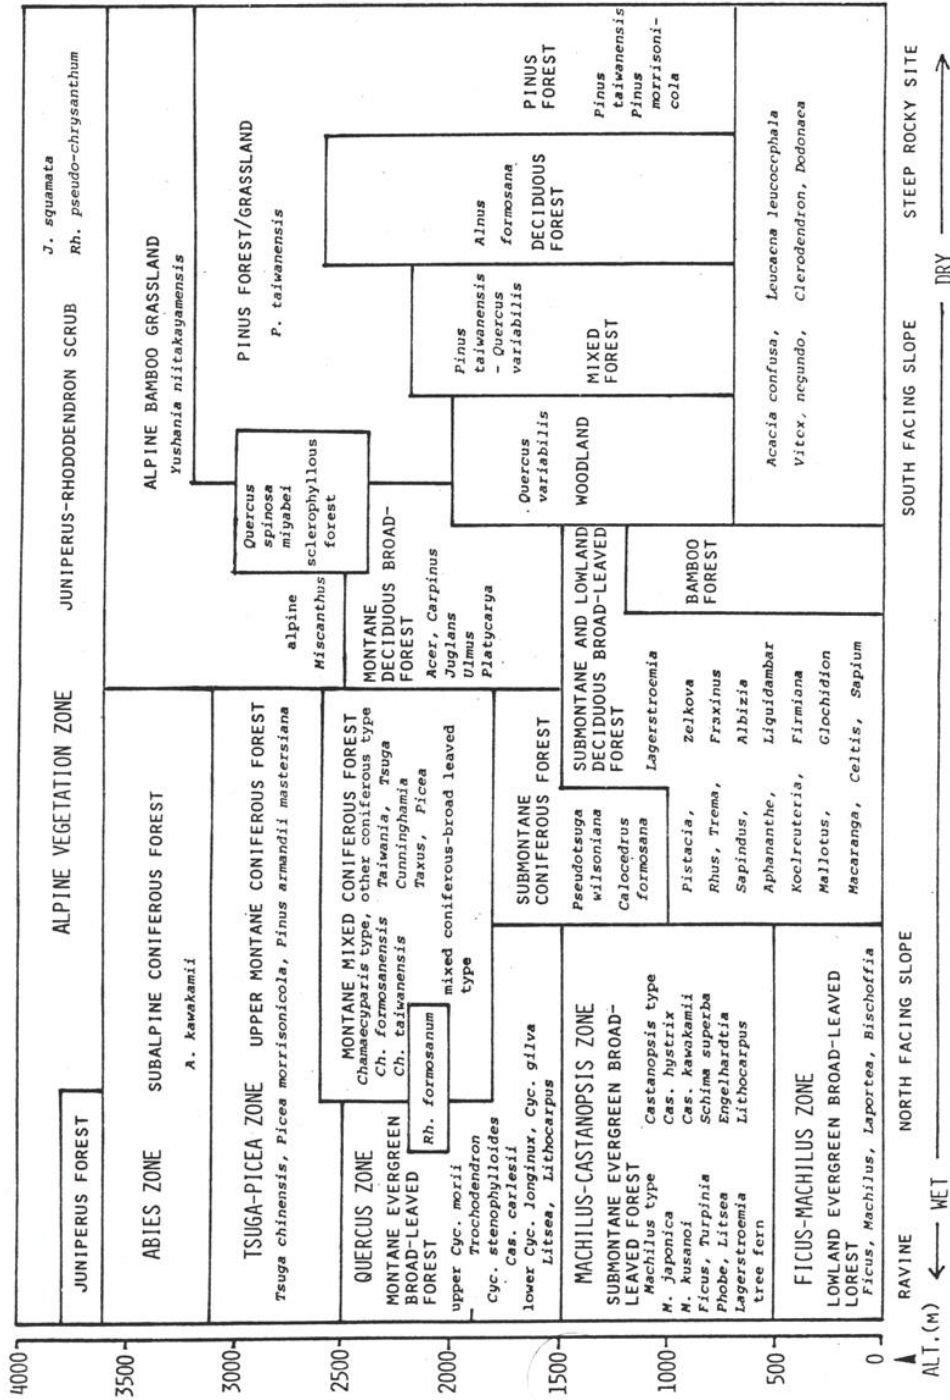 4000
3500
3000
2500
2000
1500
1000
500
0
ALT.(M)
ALPINE VEGETATION ZONE
JUNIPERUS-RHODODENDRON SCRUB
J. squamata
Rh. pseudo-chrysanthum
JUNIPERUS FOREST
ABIES ZONE
SUBALPINE CONIFEROUS FOREST
A. kawakamii
ALPINE BAMBOO GRASSLAND
Yushania niitakayamensis
TSUGA-PICEA ZONE
UPPER MONTANE CONIFEROUS FOREST
Tsuga chinensis, Picea morrisonicola, Pinus armandii mastersiana
alpine
Miscanthus
Quercus
spinosa
miyabei
sclerophyllous
forest
PINUS FOREST/GRASSLAND
P. taiwanensis
QUERCUS ZONE
MONTANE EVERGREEN
BROAD-LEAVED
FOREST
upper Cyc. morii
Trochodendron
Cyc. stenophylloides
Cas. carlesii
lower Cyc. longinux, Cyc. gilva
Litsea, Lithocarpus
Rh. formosanum
MONTANE MIXED CONIFEROUS FOREST
Chamaecyparis type, other coniferous type
Ch. formosanensis Taiwania, Tsuga
Ch. taiwanensis Cunninghamia
Taxus, Picea
mixed coniferous-broad leaved
type
MONTANE
DECIDUOUS BROAD-
FOREST
Acer, Carpinus
Juglans
Ulmus
Platycarya
SUBMONTANE
CONIFEROUS FOREST
Pseudotsuga
wilsoniana
Calocedrus
formosana
SUBMONTANE AND LOWLAND
DECIDUOUS BROAD-LEAVED
FOREST
Lagerstroemia
Pistacia, Zelkova
Rhus, Trema, Fraxinus
Sapindus, Albizia
Aphananthe, Liquidambar
Koelreuteria, Firmiana
Mallotus, Glochidion
Macaranga, Celtis, Sapium
BAMBOO
FOREST
Quercus
variabilis
WOODLAND
Pinus
taiwanensis
- Quercus
variabilis
MIXED
FOREST
Alnus
formosana
DECIDUOUS
FOREST
PINUS
FOREST
Pinus
taiwanensis
Pinus
morrisoni-
cola
Acacia confusa, Leucaena leucocephala
Vitex, negundo, Clerodendron, Dodonaea
MACHILUS-CASTANOPSIS ZONE
SUBMONTANE EVERGREEN BROAD-
LEAVED FOREST
Machilus type Castanopsis type
M. japonica Cas. hystrix
M. kusanoi Cas. kawakamii
Ficus, Turpinia Schima superba
Phobe, Litsea Engelhardtia
Lagerstroemia Lithocarpus
tree fern
FICUS-MACHILUS ZONE
LOWLAND EVERGREEN BROAD-LEAVED
LOREST
Ficus, Machilus, Laportea, Bischoffia
RAVINE NORTH FACING SLOPE SOUTH FACING SLOPE STEEP ROCKY SITE
WET DRY